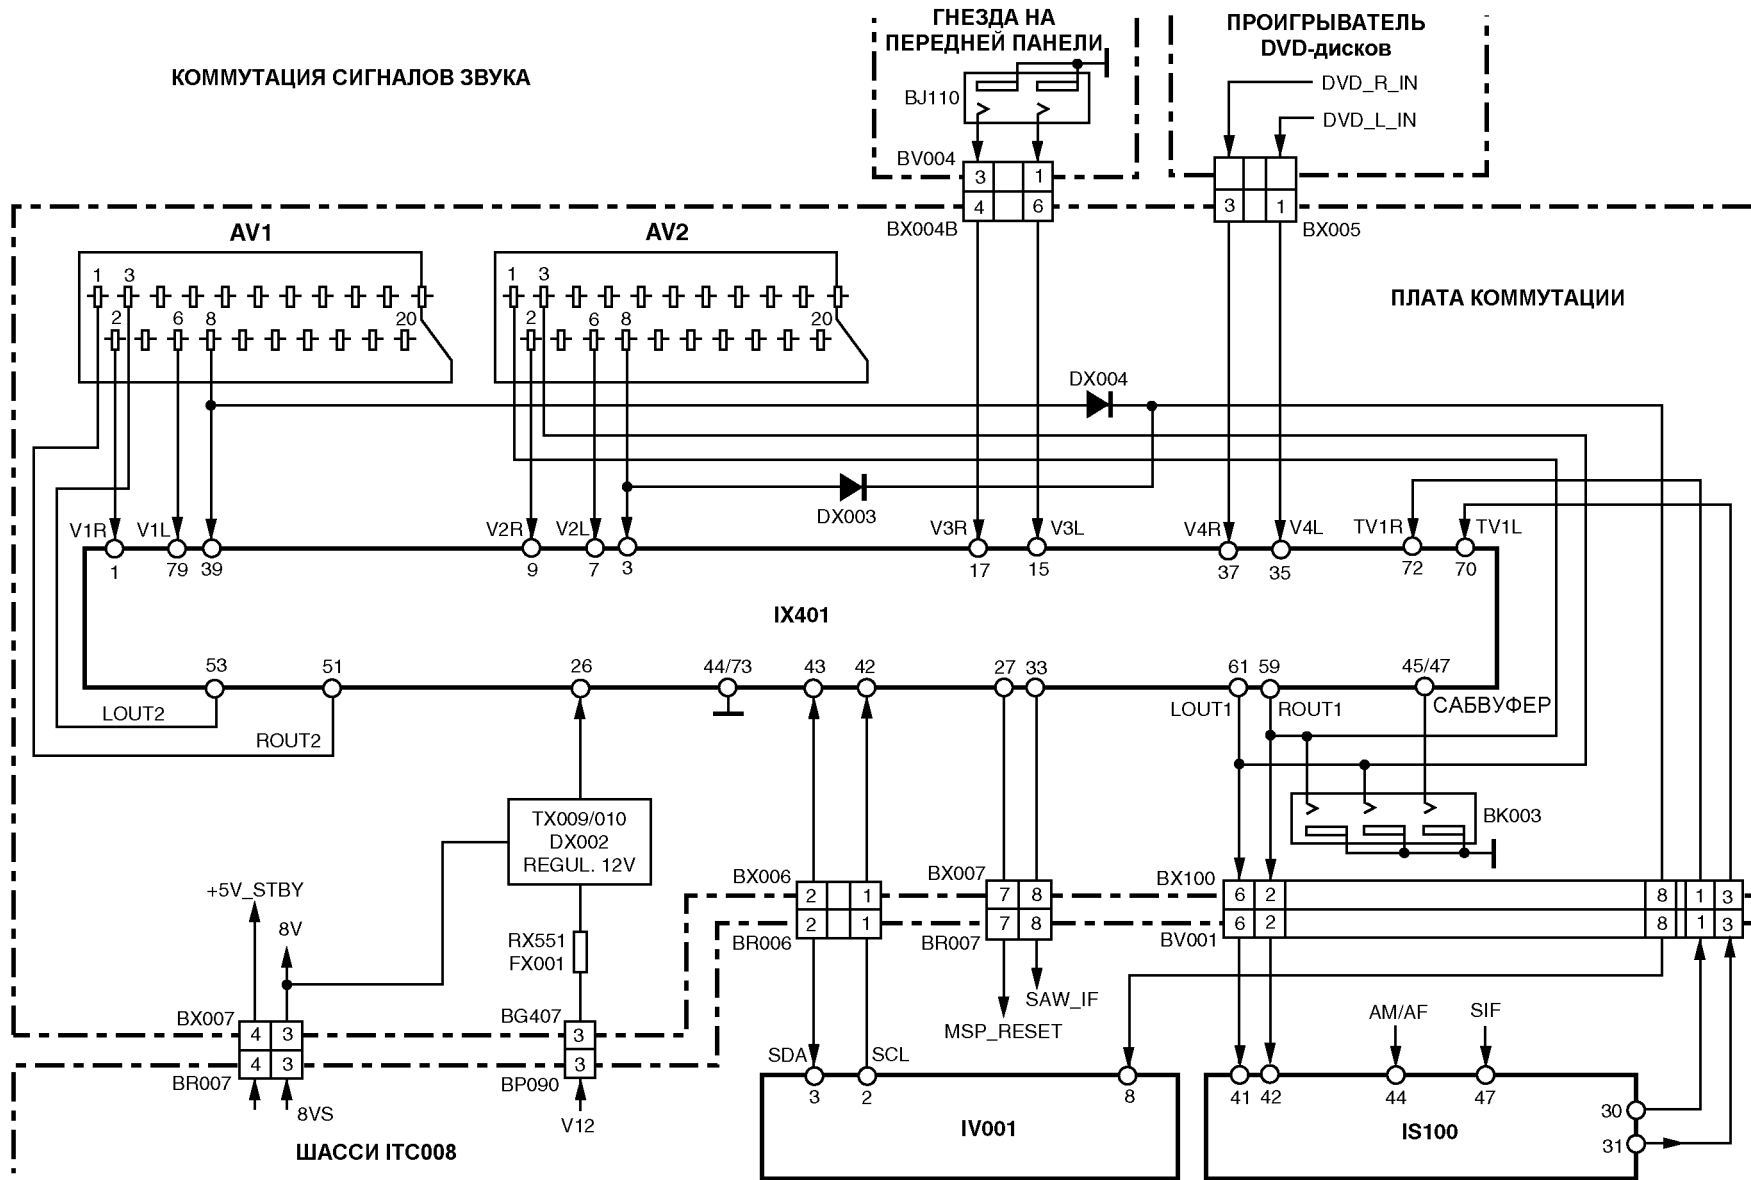 ГНЕЗДА НА
ПЕРЕДНЕЙ ПАНЕЛИ
ПРОИГРЫВАТЕЛЬ
DVD-дисков
КОММУТАЦИЯ СИГНАЛОВ ЗВУКА
BJ110
DVD_R_IN
DVD_L_IN
BV004
3 1
4 6
3 1
BX004B
BX005
AV1
AV2
ПЛАТА КОММУТАЦИИ
1 3
2 6 8 20
1 3
2 6 8 20
DX004
DX003
V1R V1L V2R V2L V3R V3L V4R V4L TV1R TV1L
1 79 39 9 7 3 17 15 37 35 72 70
IX401
53 51 26 44/73 43 42 27 33 61 59 45/47
LOUT2
ROUT2
LOUT1
ROUT1
САБВУФЕР
TX009/010
DX002
REGUL. 12V
BK003
+5V_STBY
8V
RX551
FX001
BX006
2 1
2 1
BR006
BX007
7 8
7 8
BR007
BX100
6 2 8 1 3
6 2 8 1 3
BV001
SAW_IF
MSP_RESET
AM/AF
SIF
BX007
4 3
4 3
BR007
8VS
BG407
3
3
BP090
V12
SDA
SCL
3 2 8
IV001
41 42 44 47
30
31
IS100
ШАССИ ITC008